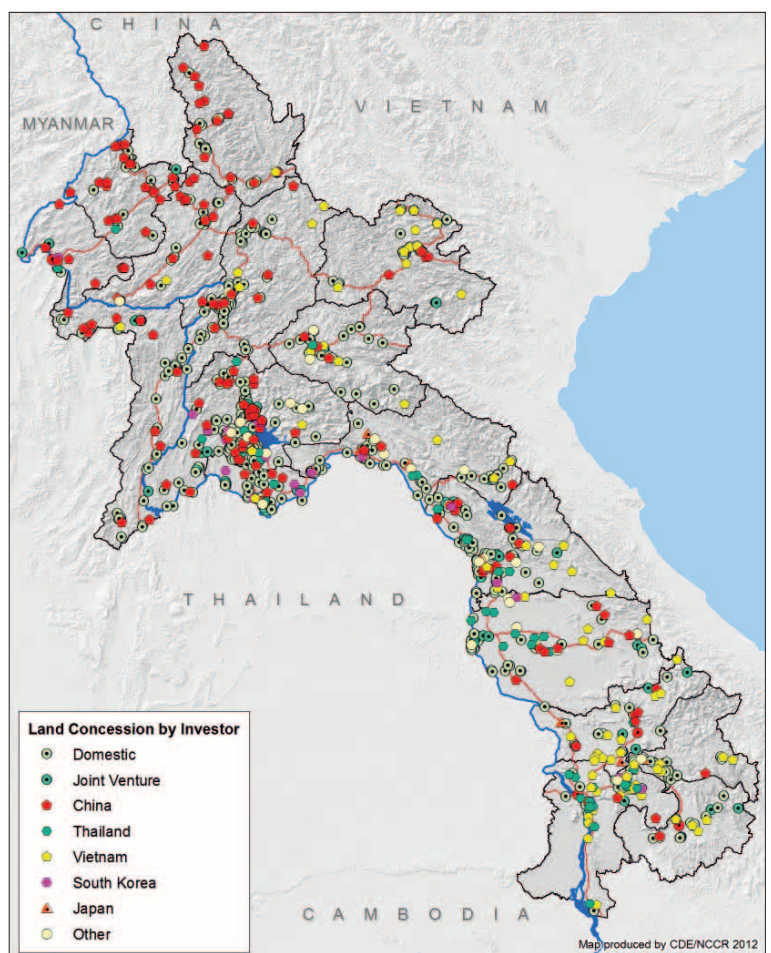 CHINA
VIETNAM
MYANMAR
THAILAND
Land Concession by Investor
Domestic
Joint Venture
China
Thailand
Vietnam
South Korea
Japan
Other
CAMBODIA
Map produced by CDE/NCCR 2012